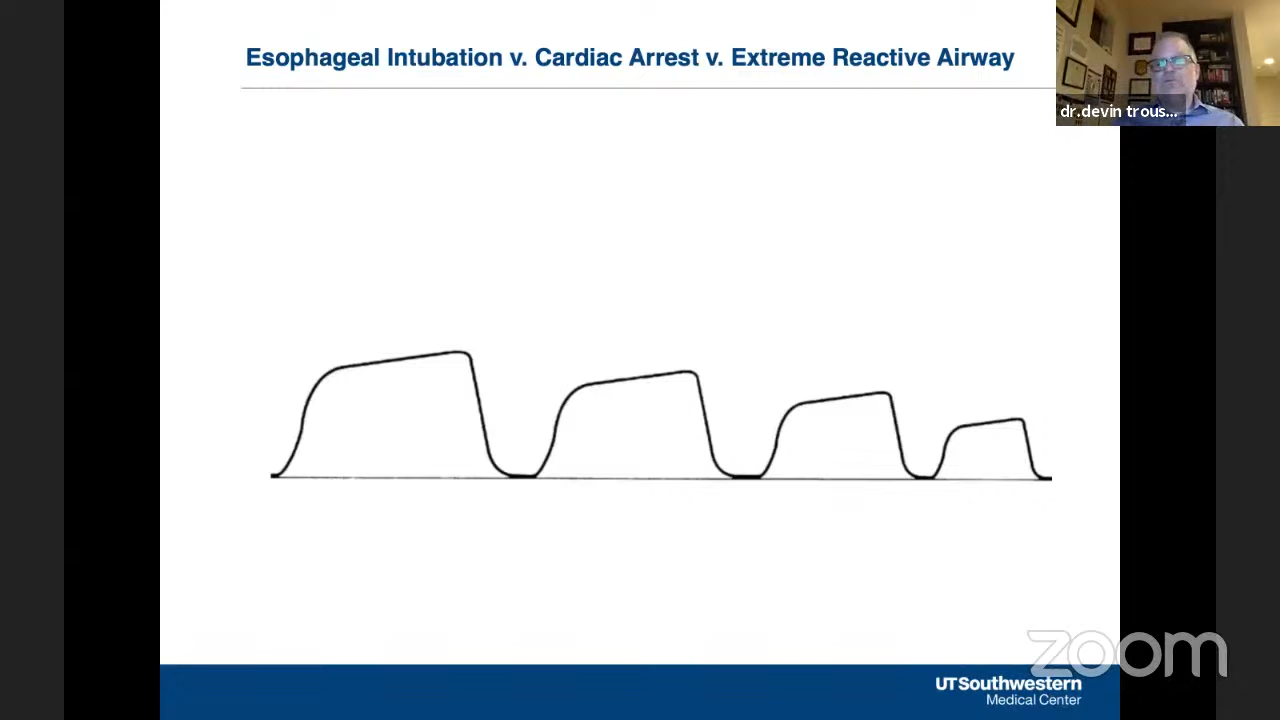 Esophageal Intubation v. Cardiac Arrest v. Extreme Reactive Airway
dr.devin trous...
zoom
UTSouthwestern
Medical Center